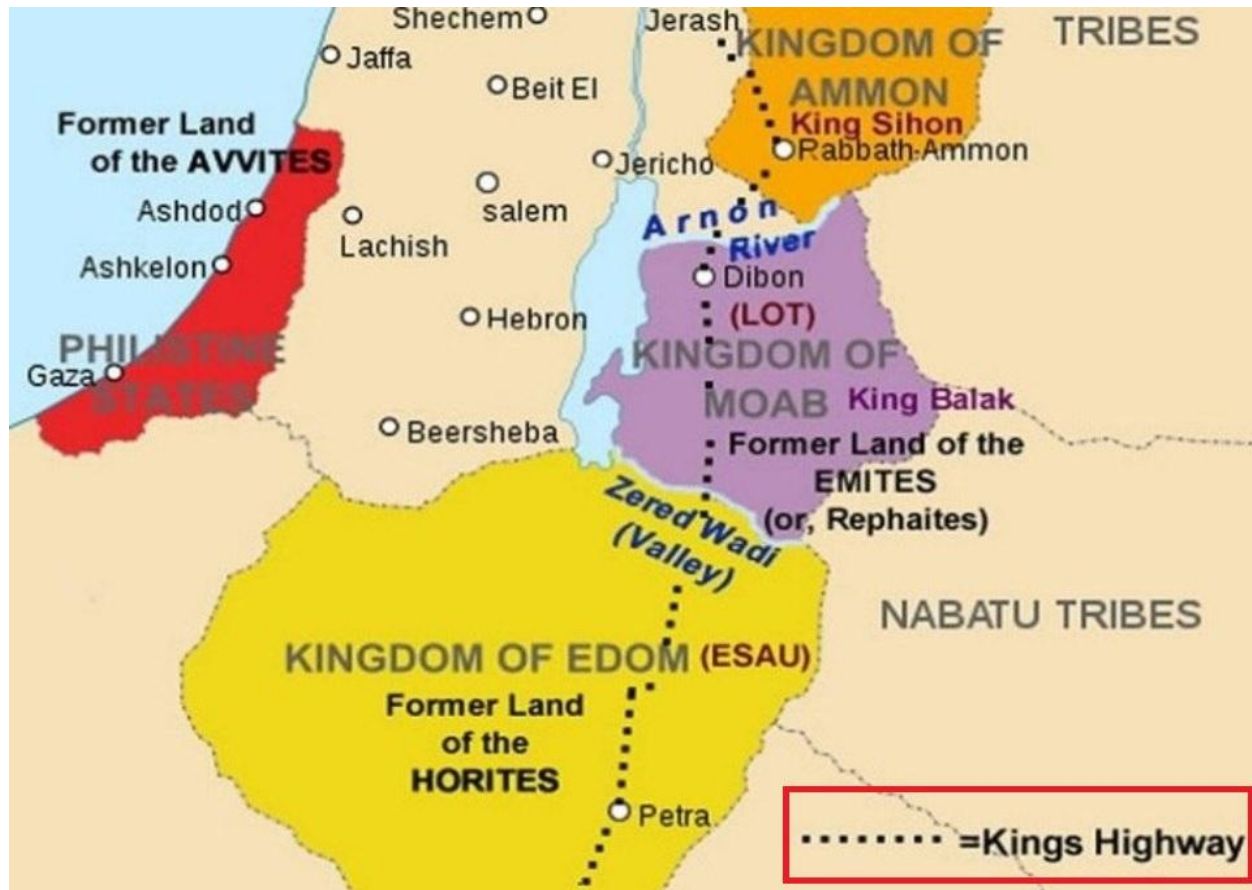 Shechem
Jerash
KINGDOM OF
AMMON
King Sihon
Rabbath-Ammon
TRIBES
Jaffa
Beit El
Former Land
of the AVVITES
Jericho
Ashdod
salem
Lachish
Arnon
River
Ashkelon
Dibon
(LOT)
Hebron
KINGDOM OF
MOAB
King Balak
PHILISTINE
STATES
Gaza
Beersheba
Former Land of the
EMITES
(or, Rephaites)
Zered Wadi
(Valley)
NABATU TRIBES
KINGDOM OF EDOM (ESAU)
Former Land
of the
HORITES
Petra
=Kings Highway